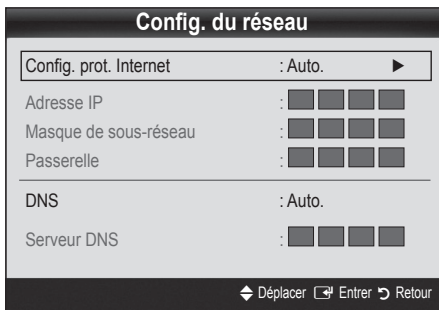 Config. du réseau
Config. prot. Internet : Auto. ►
Adresse IP :
Masque de sous-réseau :
Passerelle :
DNS : Auto.
Serveur DNS :
Déplacer Entrer Retour